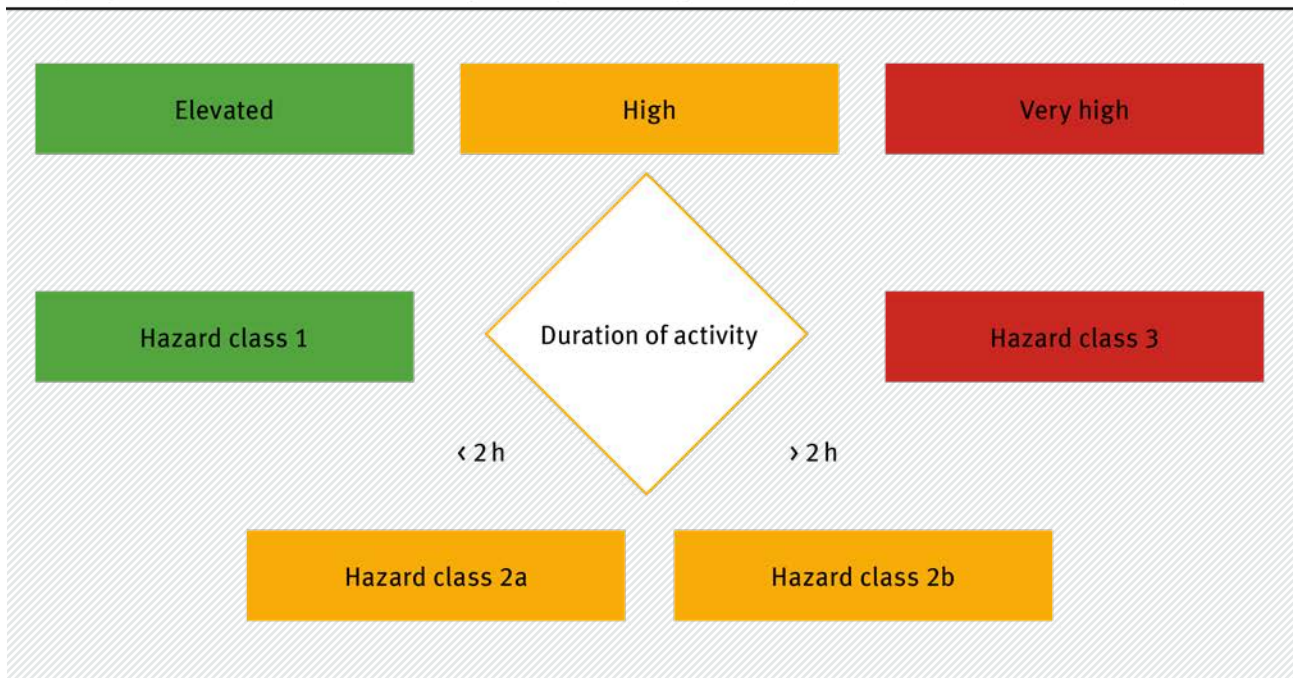 Elevated
High
Very high
Hazard class 1
Duration of activity
Hazard class 3
< 2 h
> 2 h
Hazard class 2a
Hazard class 2b